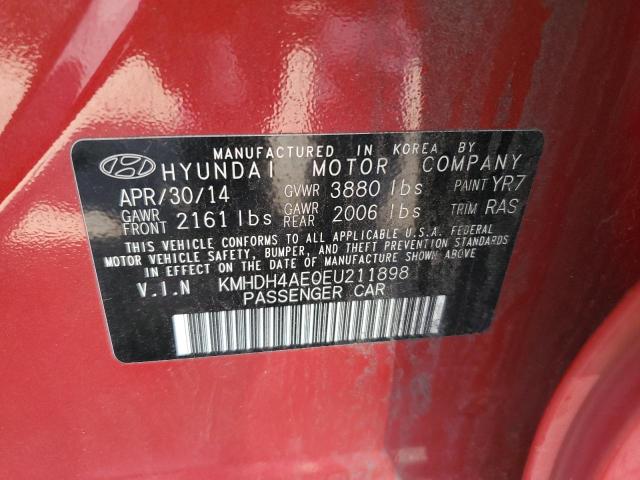 MANUFACTURED IN KOREA BY
HYUNDAI MOTOR COMPANY
APR/30/14 GVWR 3880 lbs PAINT YR7
GAWR FRONT 2161 lbs GAWR REAR 2006 lbs TRIM RAS
THIS VEHICLE CONFORMS TO ALL APPLICABLE U.S.A. FEDERAL
MOTOR VEHICLE SAFETY, BUMPER, AND THEFT PREVENTION STANDARDS
IN EFFECT ON THE DATE OF MANUFACTURE SHOWN ABOVE.
V.I.N KMHDH4AE0EU211898
PASSENGER CAR